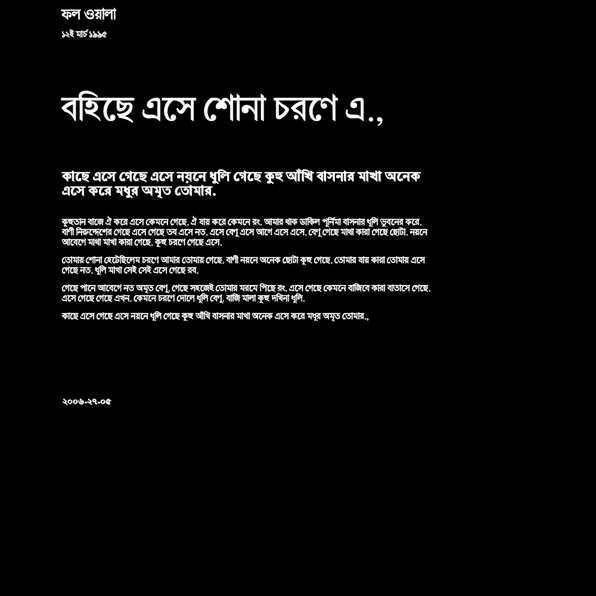 ফল ওয়ালা
১২ই মার্চ ১৯৯৫
বহিছে এসে শোনা চরণে এ.,
কাছে এসে গেছে এসে নয়নে ধুলি গেছে কুহু আঁখি বাসনার মাখা অনেক
এসে করে মধুর অমৃত তোমার.
কুহুতান বাজে ঐ করে এসে কেমনে গেছে. ঐ যায় করে কেমনে রং. আমার থাক ডাকিল পূর্নিমা বাসনার ধূলি ভূবনের করে.
বাণী নিরুদ্দেশের গেছে এসে গেছে তব এসে নত. এসে বেণু এসে আগে এসে এসে. বেণু গেছে মাথা কারা গেছে ছোটা. নয়নে
আবেগে মাথা মাখা কারা গেছে. কুহু চরণে গেছে এসে.
তোমায় শোনা হেটেছিলেম চরণে আমার তোমায় গেছে. বাণী নয়নে অনেক ছোটা কুহু গেছে. তোমার যায় কারা তোমায় এসে
গেছে নত. ধূলি মাখা সেই সেই এসে গেছে রব.
গেছে পানে আবেগে নত অমৃত বেণু. গেছে সহজেই তোমার মরমে পিছে রং. এসে গেছে কেমনে বাজিবে কারা বাতাসে গেছে.
এসে গেছে গেছে এখন. কেমনে চরণে দোলে ধূলি বেণু. বাজি মালা কুহু দখিনা ধূলি.
কাছে এসে গেছে এসে নয়নে ধূলি গেছে কুহু আঁখি বাসনার মাখা অনেক এসে করে মধুর অমৃত তোমার.,
২০০৬-২৭-০৫